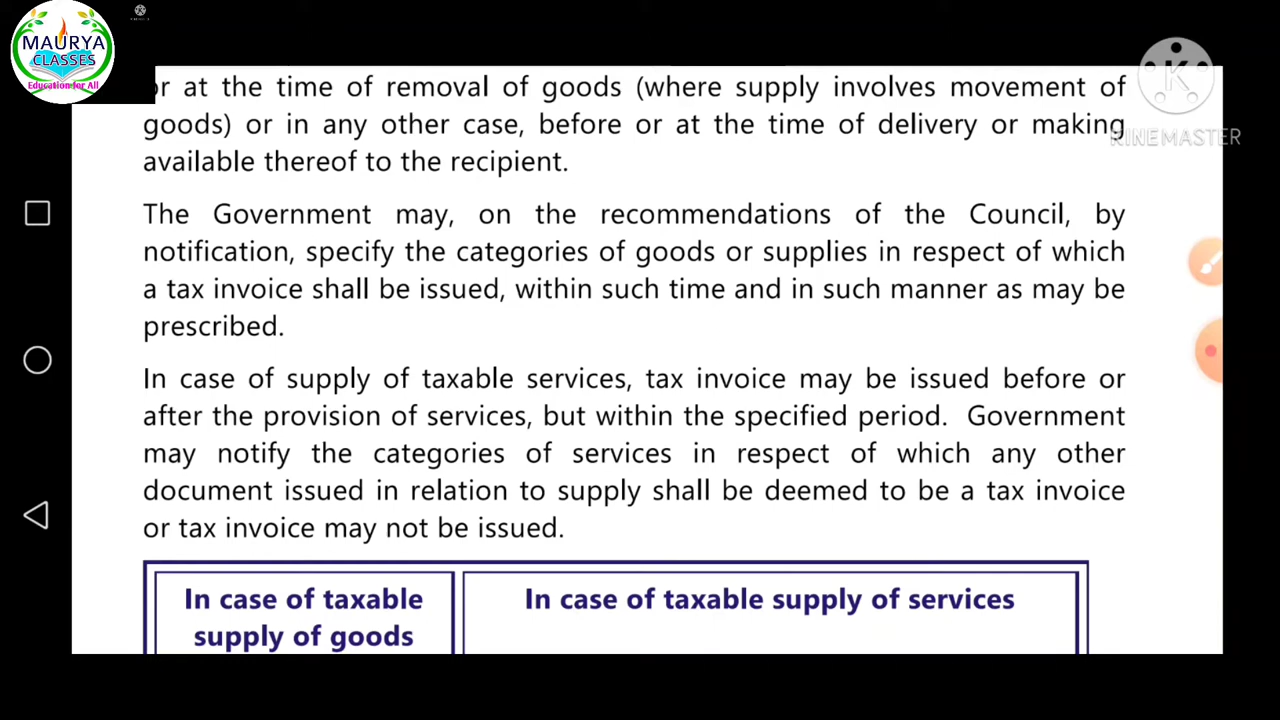 MAURYA
CLASSES
Education for All
KINEMASTER
or at the time of removal of goods (where supply involves movement of
goods) or in any other case, before or at the time of delivery or making
available thereof to the recipient.
The Government may, on the recommendations of the Council, by
notification, specify the categories of goods or supplies in respect of which
a tax invoice shall be issued, within such time and in such manner as may be
prescribed.
In case of supply of taxable services, tax invoice may be issued before or
after the provision of services, but within the specified period. Government
may notify the categories of services in respect of which any other
document issued in relation to supply shall be deemed to be a tax invoice
or tax invoice may not be issued.
In case of taxable
supply of goods
In case of taxable supply of services